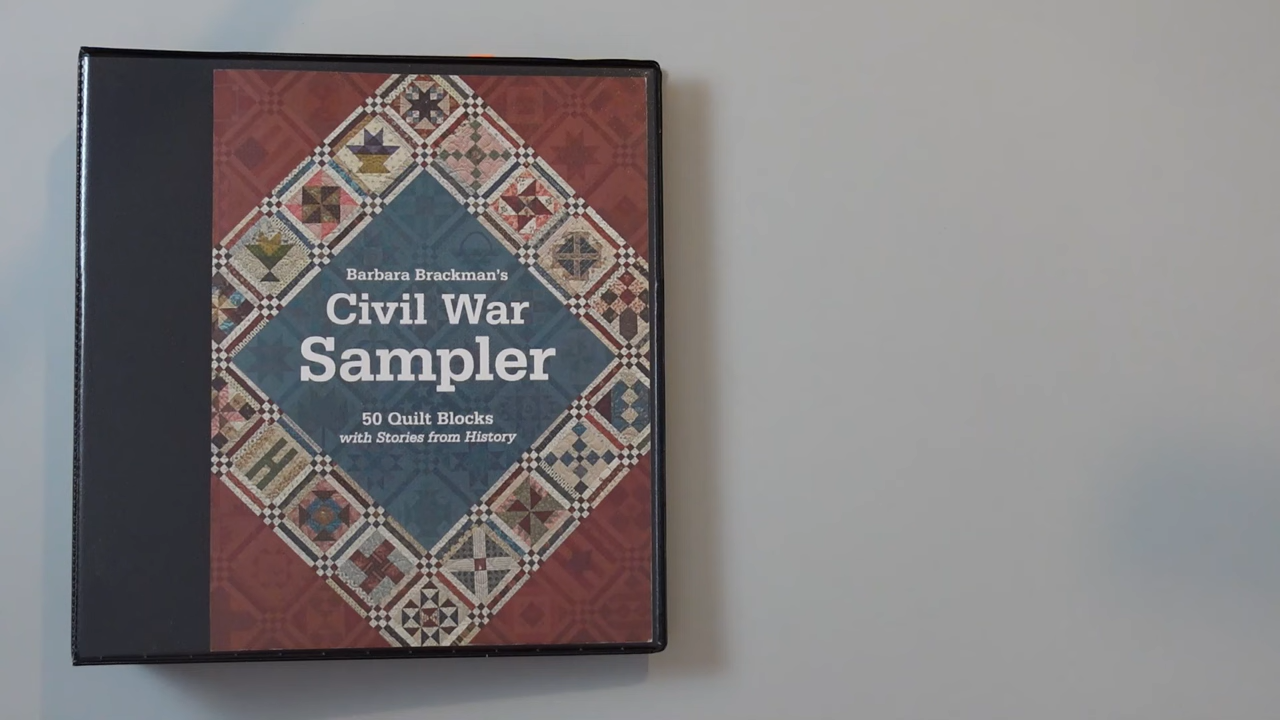 Barbara Brackman's
Civil War
Sampler
50 Quilt Blocks
with Stories from History